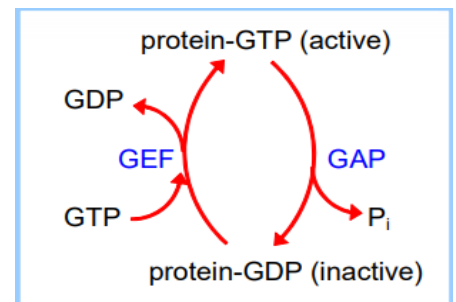 protein-GTP (active)
GDP
GEF
GAP
GTP
Pi
protein-GDP (inactive)